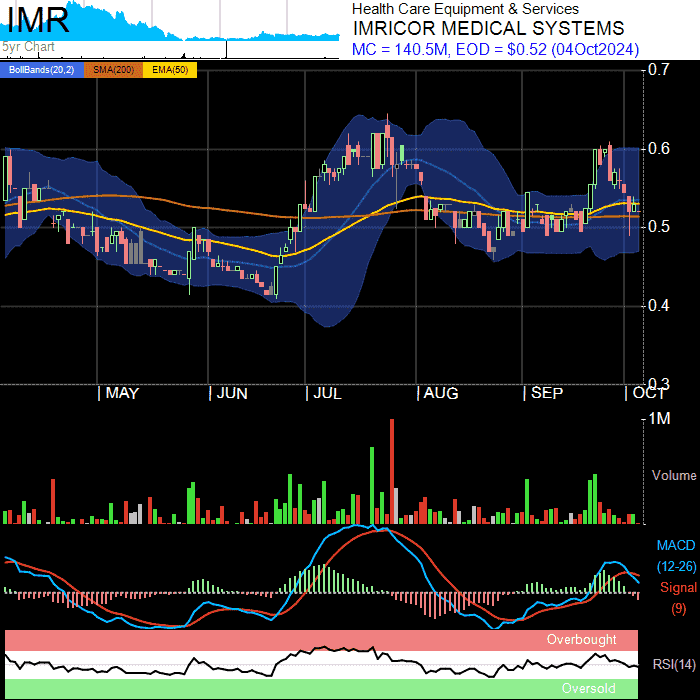 IMR
5yr Chart
Health Care Equipment & Services
IMRICOR MEDICAL SYSTEMS
MC = 140.5M, EOD = $0.52 (04Oct2024)
BollBands(20,2) SMA(200) EMA(50)
0.7
0.6
0.5
0.4
0.3
MAY JUN JUL AUG SEP OCT
1M
Volume
MACD
(12-26)
Signal
(9)
Overbought
RSI(14)
Oversold